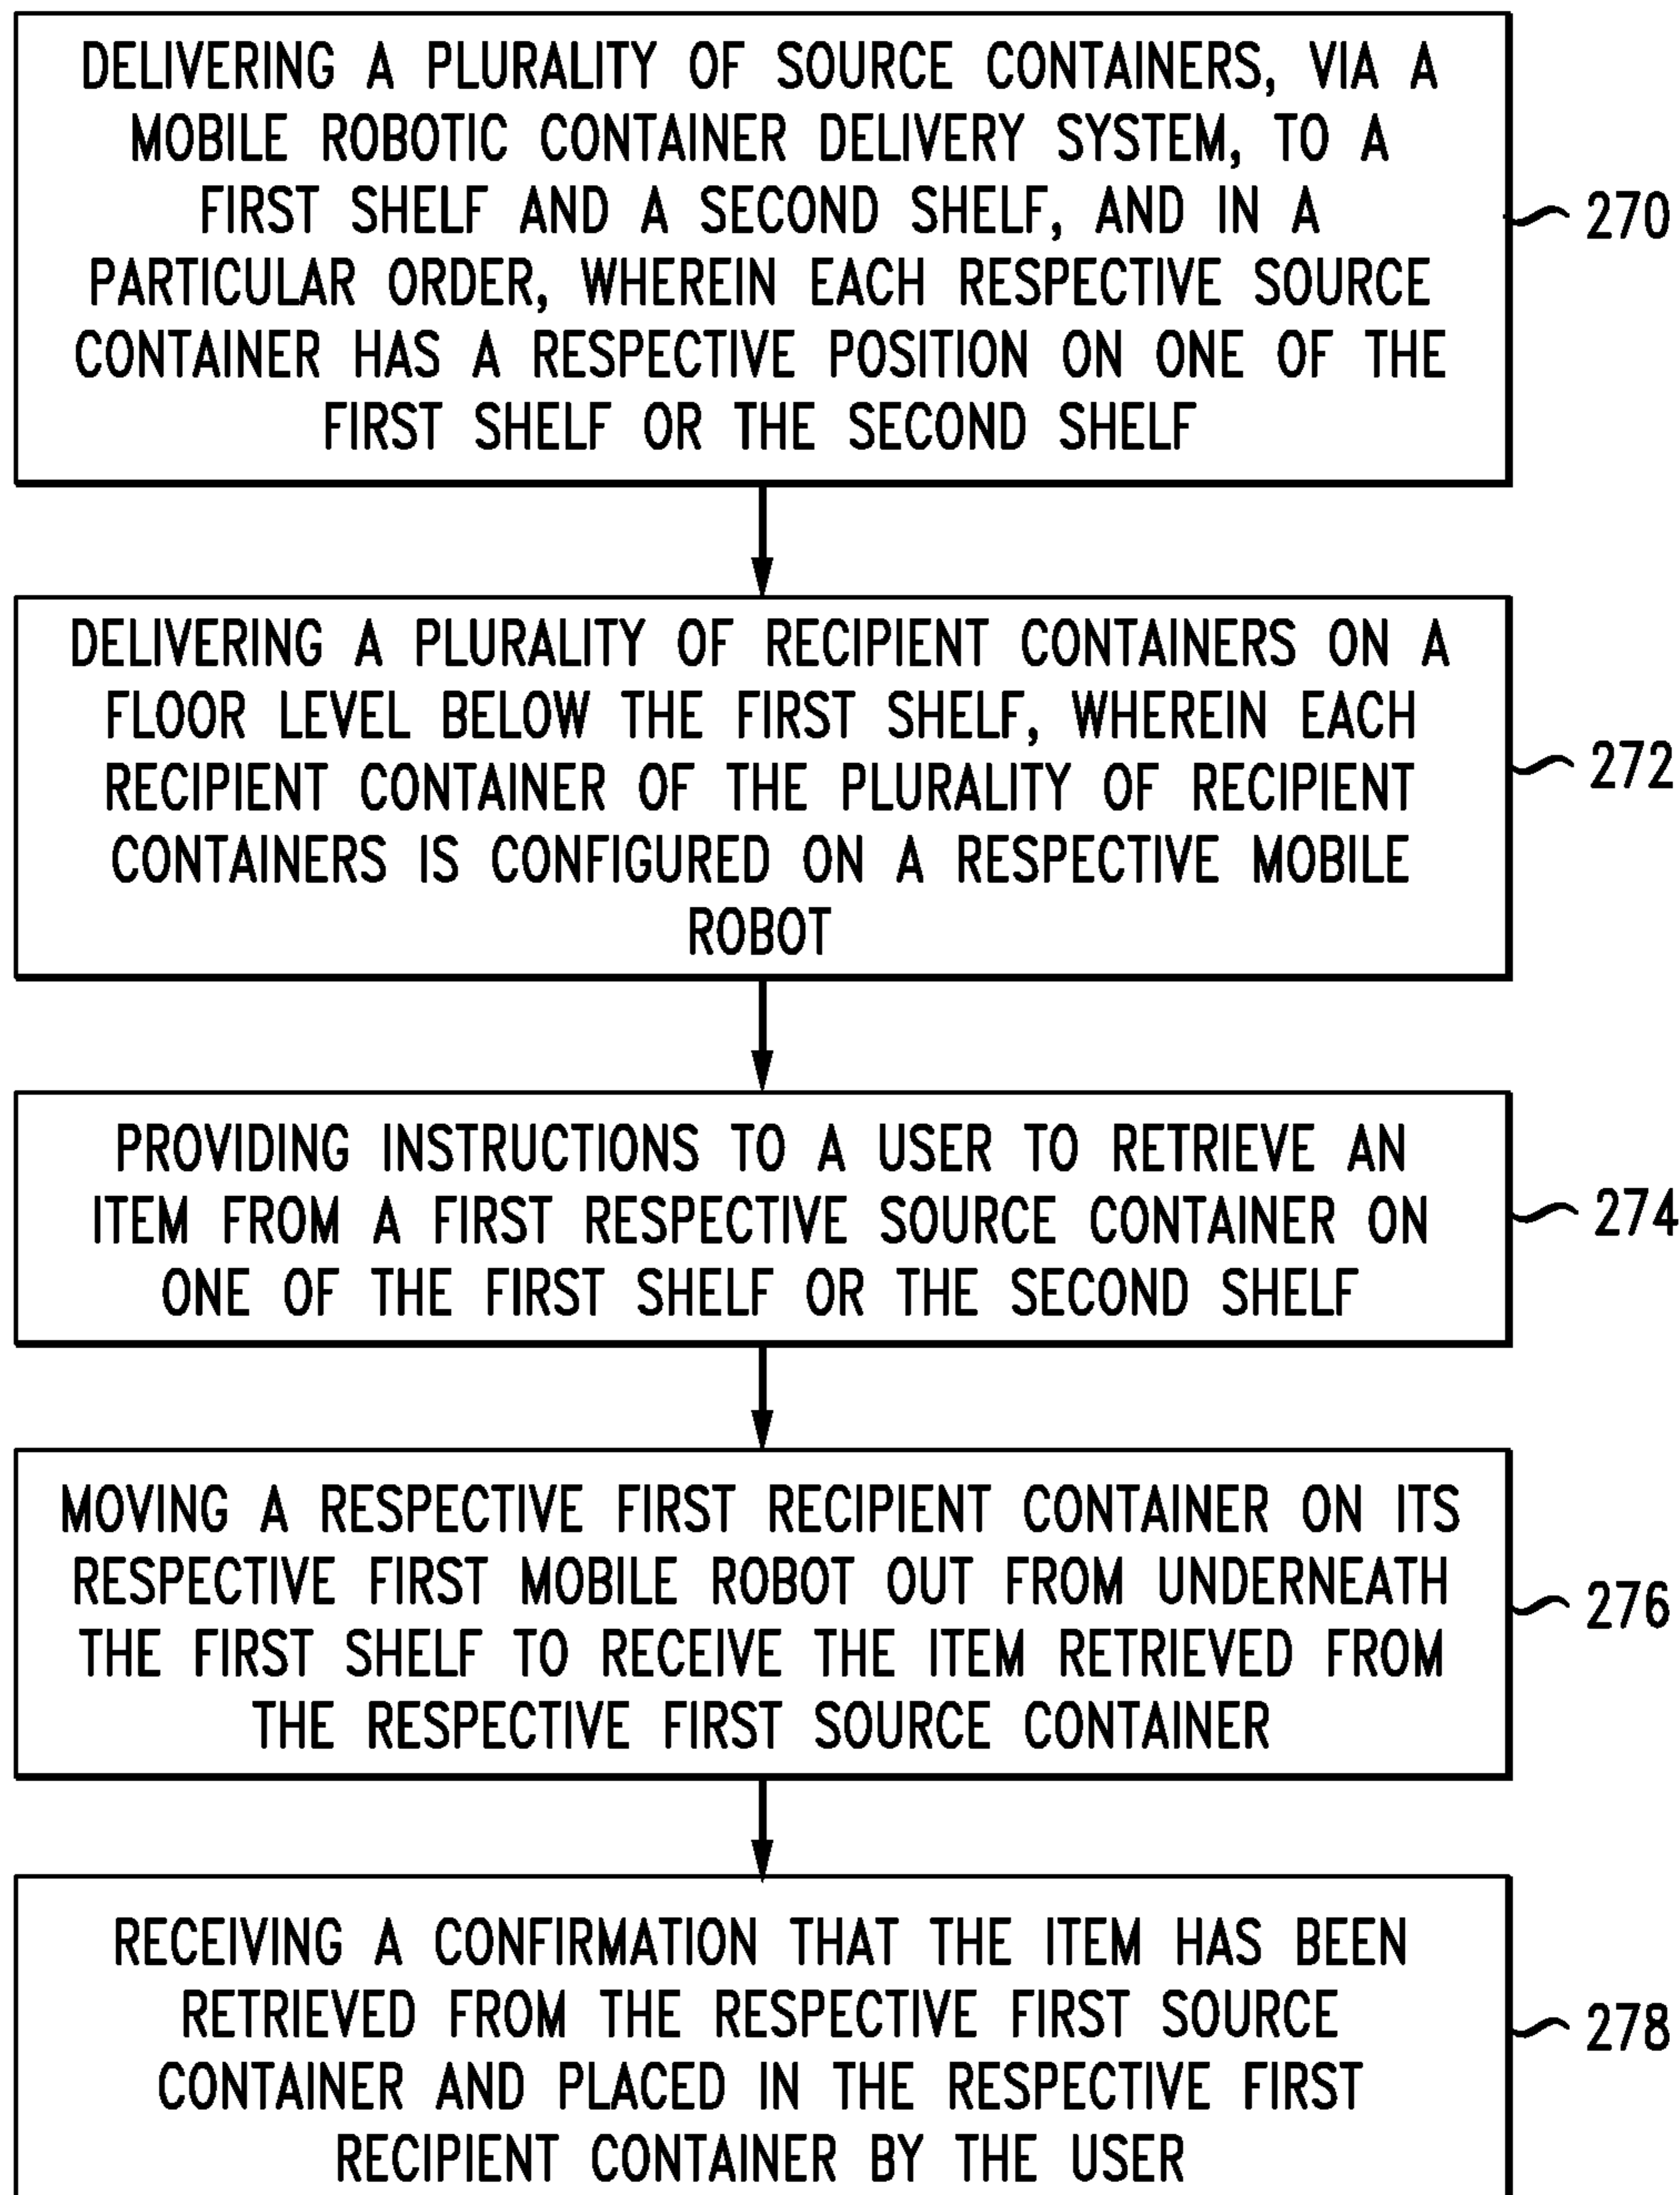 DELIVERING A PLURALITY OF SOURCE CONTAINERS, VIA A
MOBILE ROBOTIC CONTAINER DELIVERY SYSTEM, TO A
FIRST SHELF AND A SECOND SHELF, AND IN A
PARTICULAR ORDER, WHEREIN EACH RESPECTIVE SOURCE
CONTAINER HAS A RESPECTIVE POSITION ON ONE OF THE
FIRST SHELF OR THE SECOND SHELF
270
DELIVERING A PLURALITY OF RECIPIENT CONTAINERS ON A
FLOOR LEVEL BELOW THE FIRST SHELF, WHEREIN EACH
RECIPIENT CONTAINER OF THE PLURALITY OF RECIPIENT
CONTAINERS IS CONFIGURED ON A RESPECTIVE MOBILE
ROBOT
272
PROVIDING INSTRUCTIONS TO A USER TO RETRIEVE AN
ITEM FROM A FIRST RESPECTIVE SOURCE CONTAINER ON
ONE OF THE FIRST SHELF OR THE SECOND SHELF
274
MOVING A RESPECTIVE FIRST RECIPIENT CONTAINER ON ITS
RESPECTIVE FIRST MOBILE ROBOT OUT FROM UNDERNEATH
THE FIRST SHELF TO RECEIVE THE ITEM RETRIEVED FROM
THE RESPECTIVE FIRST SOURCE CONTAINER
276
RECEIVING A CONFIRMATION THAT THE ITEM HAS BEEN
RETRIEVED FROM THE RESPECTIVE FIRST SOURCE
CONTAINER AND PLACED IN THE RESPECTIVE FIRST
RECIPIENT CONTAINER BY THE USER
278